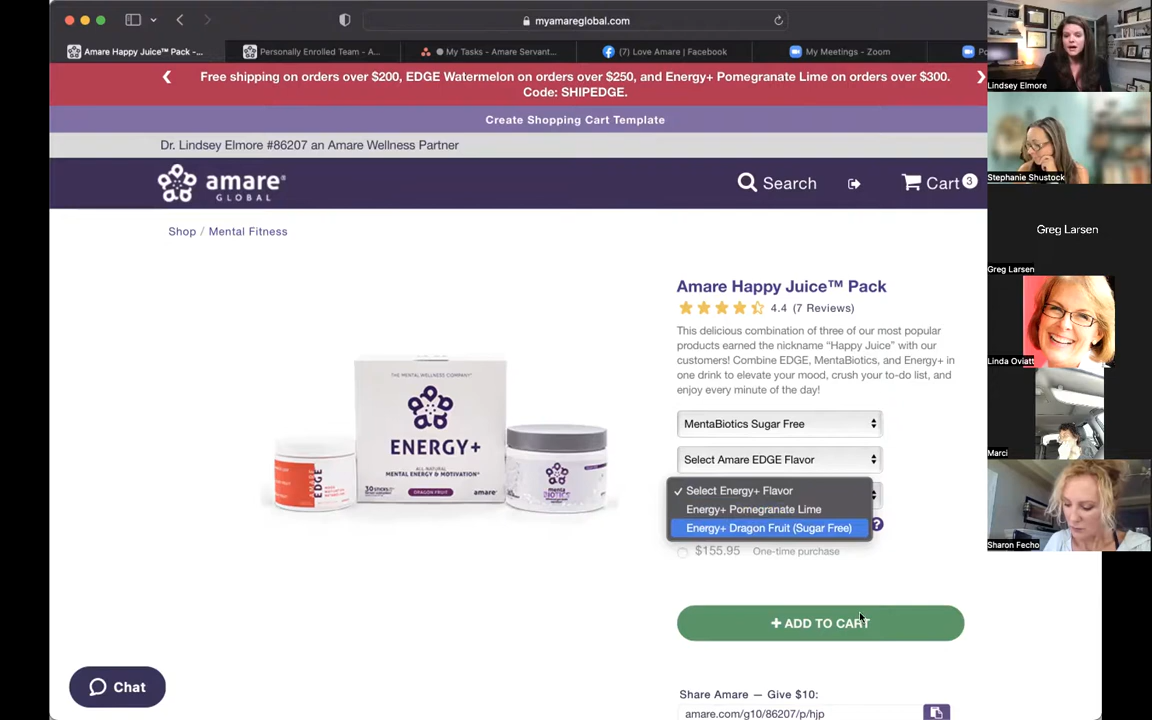 myamareglobal.com
Amare Happy Juice™ Pack -...
Personally Enrolled Team - A...
My Tasks - Amare Servant...
(7) Love Amare | Facebook
My Meetings - Zoom
Free shipping on orders over $200, EDGE Watermelon on orders over $250, and Energy+ Pomegranate Lime on orders over $300.
Code: SHIPEDGE.
Create Shopping Cart Template
Dr. Lindsey Elmore #86207 an Amare Wellness Partner
amare®
GLOBAL
Search
Cart 3
Shop / Mental Fitness
Amare Happy Juice™ Pack
4.4 (7 Reviews)
This delicious combination of three of our most popular
products earned the nickname “Happy Juice” with our
customers! Combine EDGE, MentaBiotics, and Energy+ in
one drink to elevate your mood, crush your to-do list, and
enjoy every minute of the day!
MentaBiotics Sugar Free
Select Amare EDGE Flavor
✓ Select Energy+ Flavor
Energy+ Pomegranate Lime
Energy+ Dragon Fruit (Sugar Free)
?
$155.95 One-time purchase
+ ADD TO CART
Share Amare — Give $10:
amare.com/g10/86207/p/hjp
Chat
THE MENTAL WELLNESS COMPANY
ENERGY+
ALL-NATURAL
MENTAL ENERGY & MOTIVATION
30 STICKS
DRAGON FRUIT
amare
EDGE
menta
BIOTICS
Lindsey Elmore
Stephanie Shustock
Greg Larsen
Greg Larsen
Linda Oviatt
Marci
Sharon Fecho